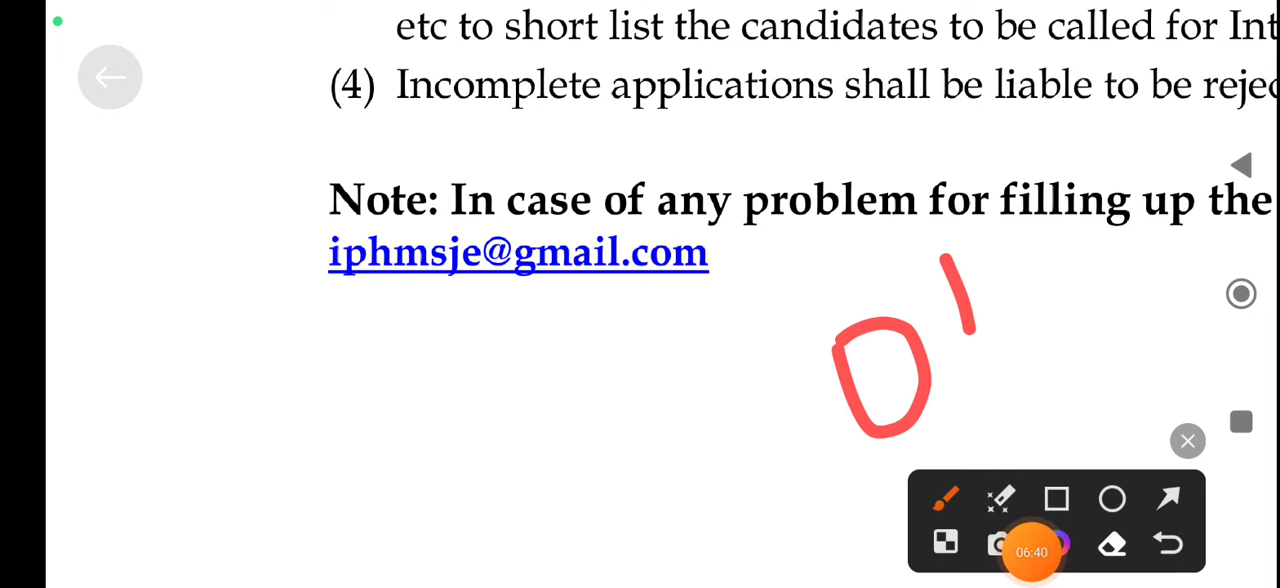 etc to short list the candidates to be called for Int
(4) Incomplete applications shall be liable to be rejec
Note: In case of any problem for filling up the
iphmsje@gmail.com
D
06:40